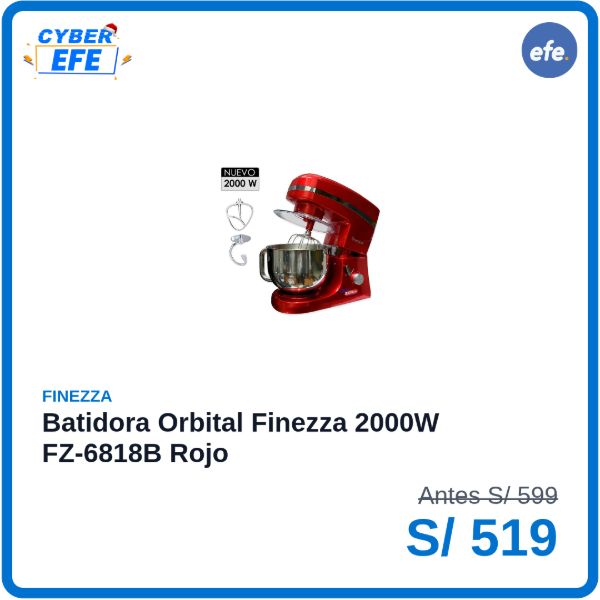 CYBER
EFE
efe.
NUEVO
2000 W
FINEZZA
Batidora Orbital Finezza 2000W
FZ-6818B Rojo
Antes S/ 599
S/ 519